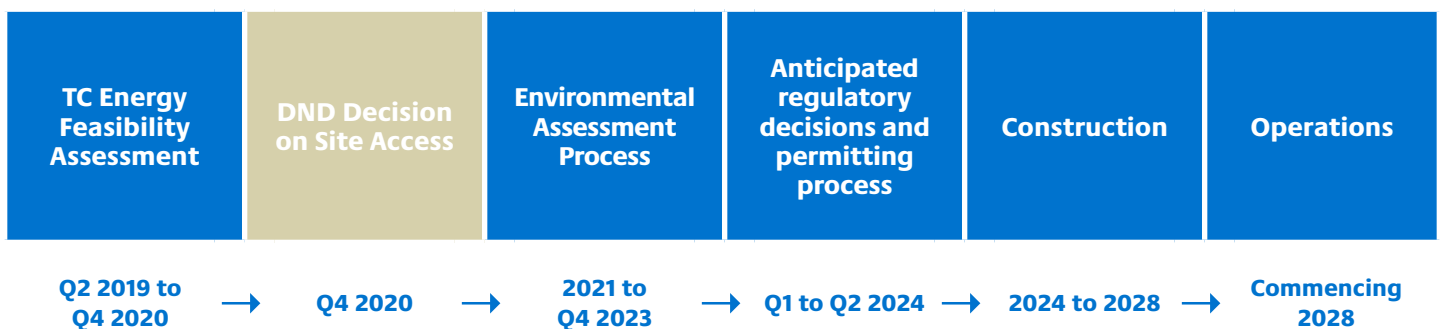 TC Energy
Feasibility
Assessment
DND Decision
on Site Access
Environmental
Assessment
Process
Anticipated
regulatory
decisions and
permitting
process
Construction
Operations
Q2 2019 to
Q4 2020
Q4 2020
2021 to
Q4 2023
Q1 to Q2 2024
2024 to 2028
Commencing
2028